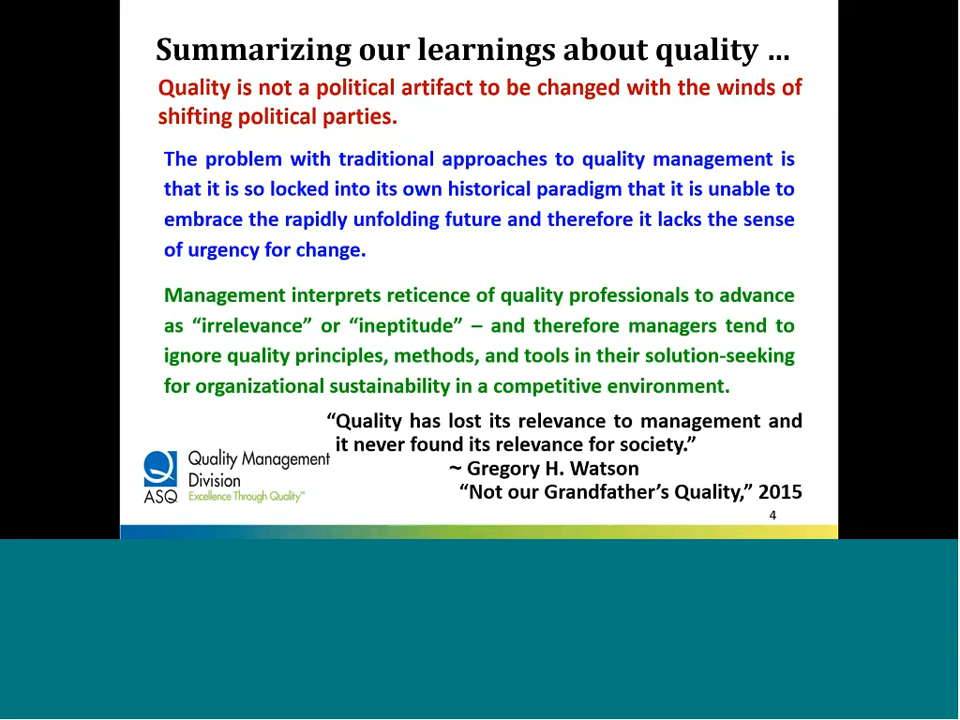 Summarizing our learnings about quality ...
Quality is not a political artifact to be changed with the winds of
shifting political parties.
The problem with traditional approaches to quality management is
that it is so locked into its own historical paradigm that it is unable to
embrace the rapidly unfolding future and therefore it lacks the sense
of urgency for change.
Management interprets reticence of quality professionals to advance
as “irrelevance” or “ineptitude” – and therefore managers tend to
ignore quality principles, methods, and tools in their solution-seeking
for organizational sustainability in a competitive environment.
“Quality has lost its relevance to management and
it never found its relevance for society.”
~ Gregory H. Watson
“Not our Grandfather’s Quality,” 2015
ASQ
Quality Management
Division
Excellence Through Quality™
4